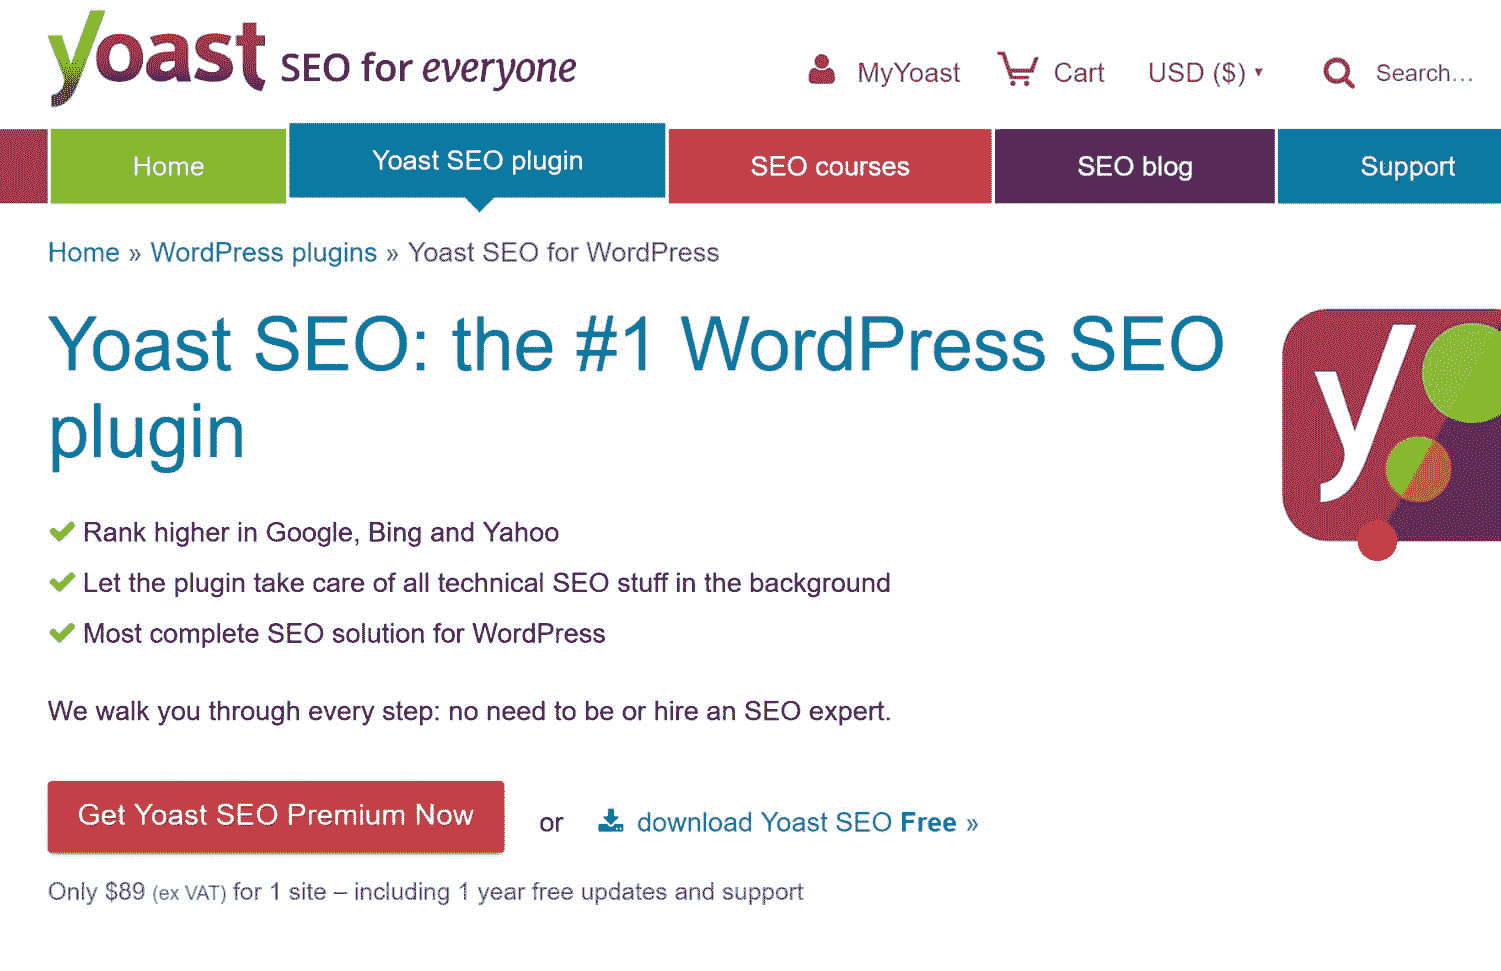 yoast SEO for everyone
MyYoast Cart USD ($) Search...
Home Yoast SEO plugin SEO courses SEO blog Support
Home » WordPress plugins » Yoast SEO for WordPress
Yoast SEO: the #1 WordPress SEO
plugin
y
Rank higher in Google, Bing and Yahoo
Let the plugin take care of all technical SEO stuff in the background
Most complete SEO solution for WordPress
We walk you through every step: no need to be or hire an SEO expert.
Get Yoast SEO Premium Now or download Yoast SEO Free »
Only $89 (ex VAT) for 1 site – including 1 year free updates and support